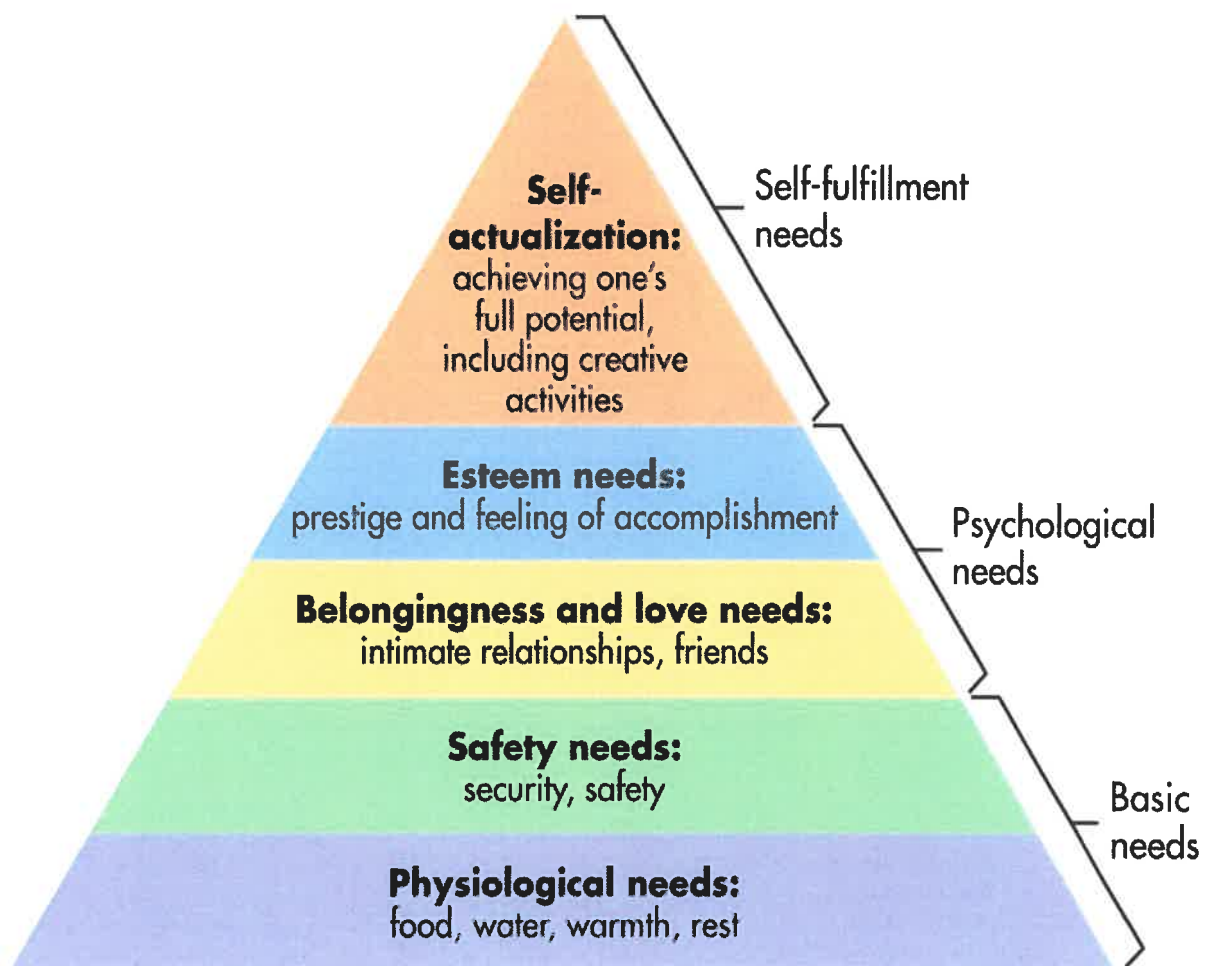 Self-
actualization:
achieving one's
full potential,
including creative
activities
Self-fulfillment
needs
Esteem needs:
prestige and feeling of accomplishment
Belongingness and love needs:
intimate relationships, friends
Psychological
needs
Safety needs:
security, safety
Physiological needs:
food, water, warmth, rest
Basic
needs